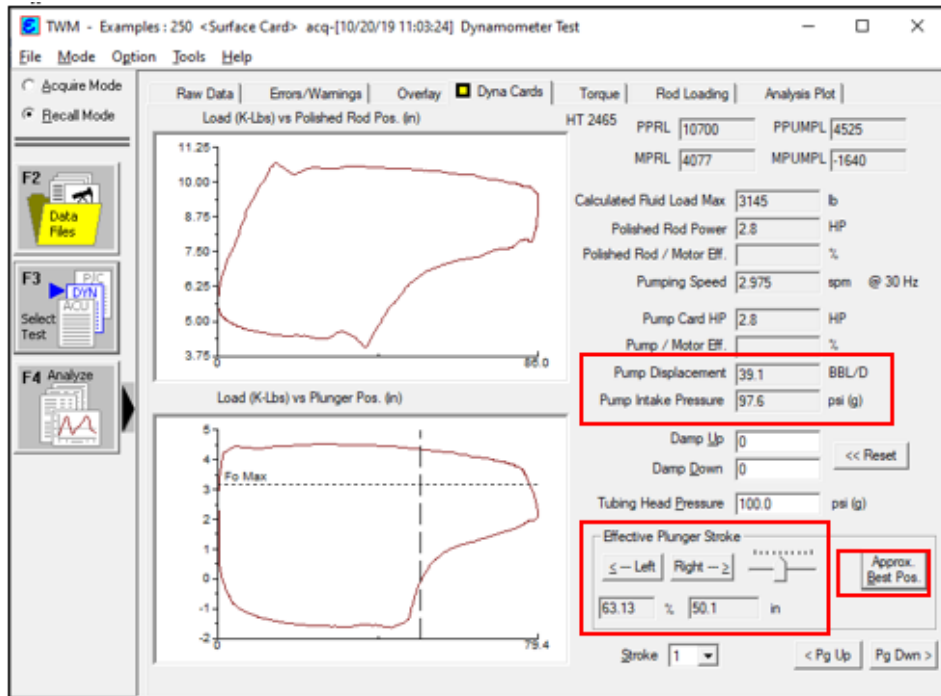 TWM - Examples : 250 <Surface Card> acq-[10/20/19 11:03:24] Dynamometer Test
File Mode Option Tools Help
Acquire Mode
Recall Mode
F2
Data
Files
F3
P/C
DYN
ACU
Select
Test
F4 Analyze
Raw Data Errors/Warnings Overlay Dyna Cards Torque Rod Loading Analysis Plot
Load (K-Lbs) vs Polished Rod Pos. (in)
11.25
10.00
8.75
7.50
6.25
5.00
3.75
0 86.0
Load (K-Lbs) vs Plunger Pos. (in)
5
4
3
2
1
0
-1
-2
Fo Max
0 79.4
HT 2465
PPRL 10700 PPUMPL 4525
MPRL 4077 MPUMPL -1640
Calculated Fluid Load Max 3145 lb
Polished Rod Power 2.8 HP
Polished Rod / Motor Eff. %
Pumping Speed 2.975 spm @ 30 Hz
Pump Card HP 2.8 HP
Pump / Motor Eff. %
Pump Displacement 39.1 BBL/D
Pump Intake Pressure 97.6 psi (g)
Damp Up 0
Damp Down 0
<< Reset
Tubing Head Pressure 100.0 psi (g)
Effective Plunger Stroke
< -- Left Right -- >
63.13 % 50.1 in
Approx.
Best Pos.
Stroke 1
< Pg Up Pg Dwn >